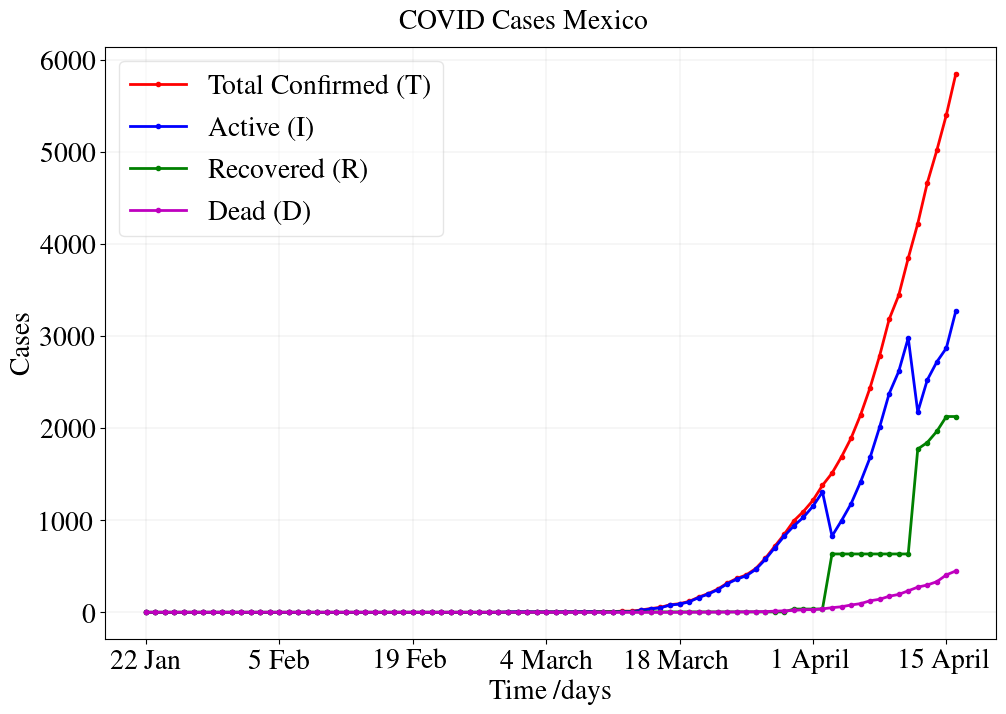 COVID Cases Mexico
6000
5000
4000
3000
2000
1000
0
Cases
Total Confirmed (T)
Active (I)
Recovered (R)
Dead (D)
22 Jan 5 Feb 19 Feb 4 March 18 March 1 April 15 April
Time /days